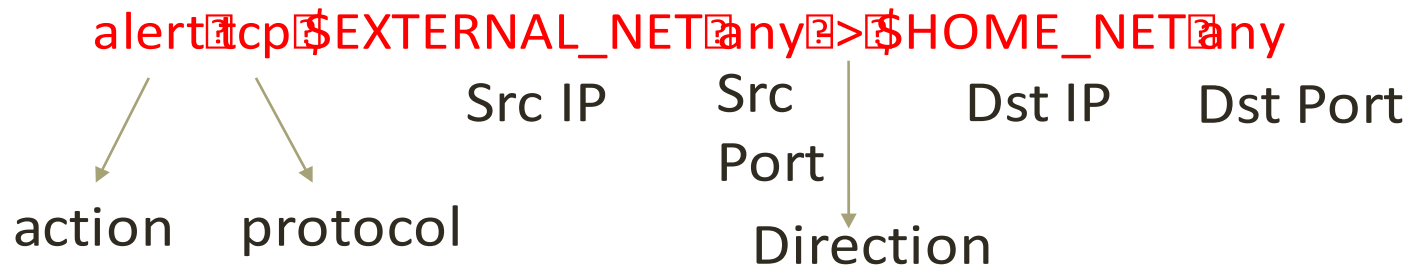 alert tcp $EXTERNAL_NET any -> $HOME_NET any
Src IP
Src
Port
Dst IP
Dst Port
action
protocol
Direction